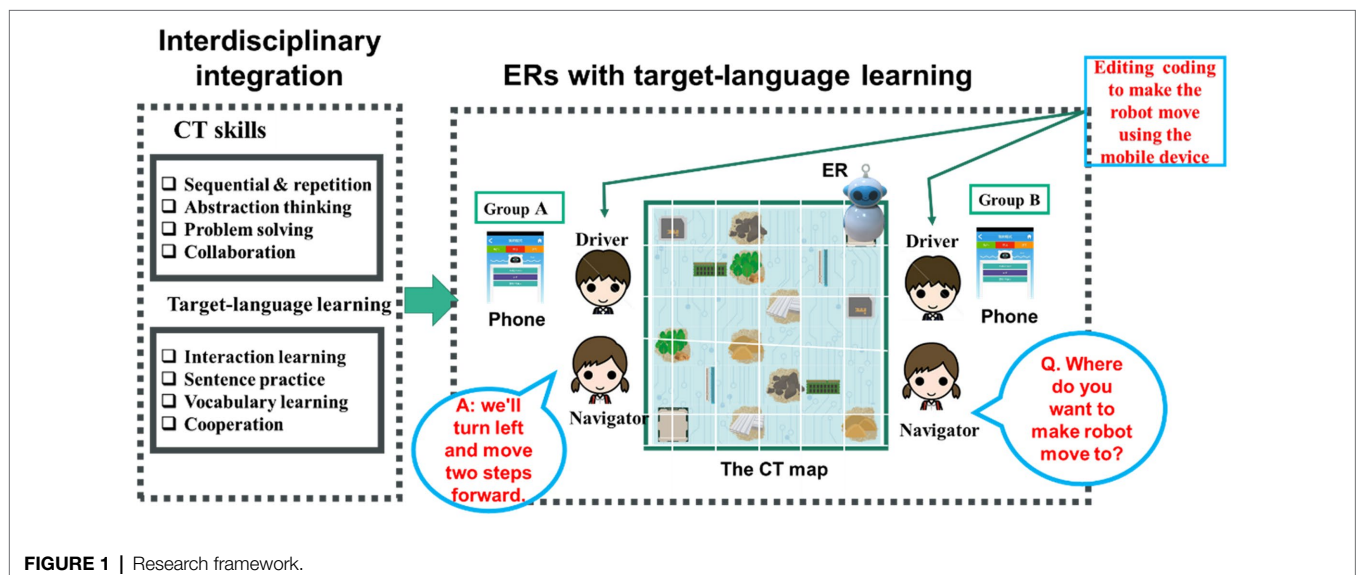 Interdisciplinary
integration
CT skills
❑ Sequential & repetition
❑ Abstraction thinking
❑ Problem solving
❑ Collaboration
Target-language learning
❑ Interaction learning
❑ Sentence practice
❑ Vocabulary learning
❑ Cooperation
ERs with target-language learning
Editing coding
to make the
robot move
using the
mobile device
ER
Group A
Driver
Phone
Navigator
A: we'll
turn left
and move
two steps
forward.
The CT map
Group B
Driver
Phone
Navigator
Q. Where
do you
want to
make robot
move to?
FIGURE 1 | Research framework.